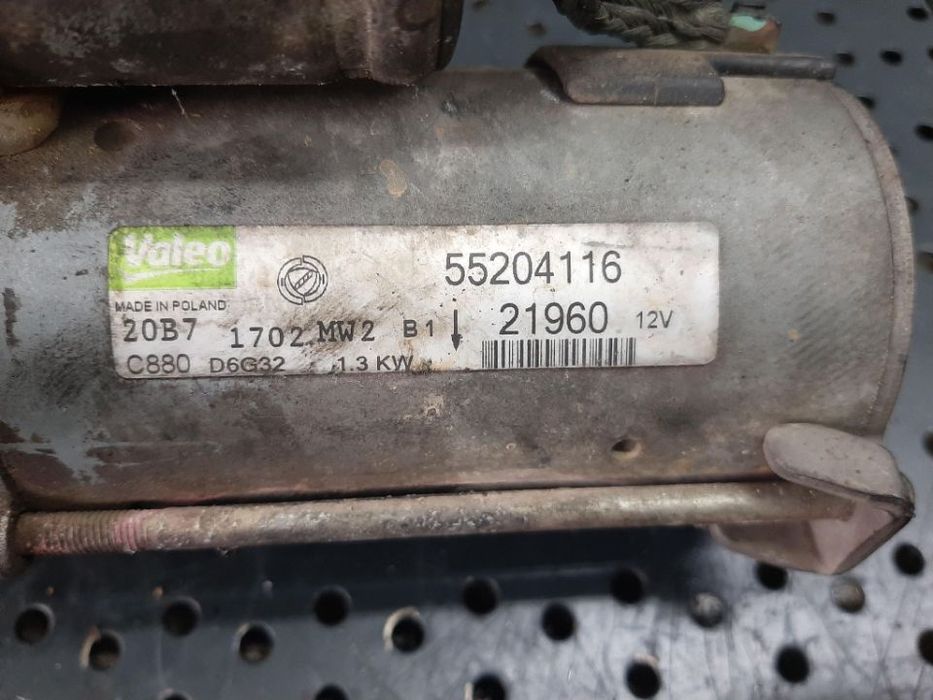 Valeo
55204116
MADE IN POLAND
20B7 1702 MW2 B1 21960 12V
C880 D6G32 1.3 KW